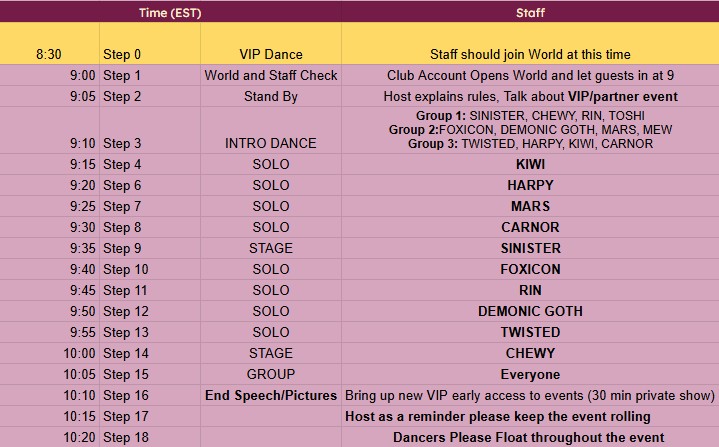 Time (EST) Staff
8:30 Step 0 VIP Dance Staff should join World at this time
9:00 Step 1 World and Staff Check Club Account Opens World and let guests in at 9
9:05 Step 2 Stand By Host explains rules, Talk about VIP/partner event
Group 1: SINISTER, CHEWY, RIN, TOSHI
Group 2:FOXICON, DEMONIC GOTH, MARS, MEW
9:10 Step 3 INTRO DANCE Group 3: TWISTED, HARPY, KIWI, CARNOR
9:15 Step 4 SOLO KIWI
9:20 Step 6 SOLO HARPY
9:25 Step 7 SOLO MARS
9:30 Step 8 SOLO CARNOR
9:35 Step 9 STAGE SINISTER
9:40 Step 10 SOLO FOXICON
9:45 Step 11 SOLO RIN
9:50 Step 12 SOLO DEMONIC GOTH
9:55 Step 13 SOLO TWISTED
10:00 Step 14 STAGE CHEWY
10:05 Step 15 GROUP Everyone
10:10 Step 16 End Speech/Pictures Bring up new VIP early access to events (30 min private show)
10:15 Step 17 Host as a reminder please keep the event rolling
10:20 Step 18 Dancers Please Float throughout the event